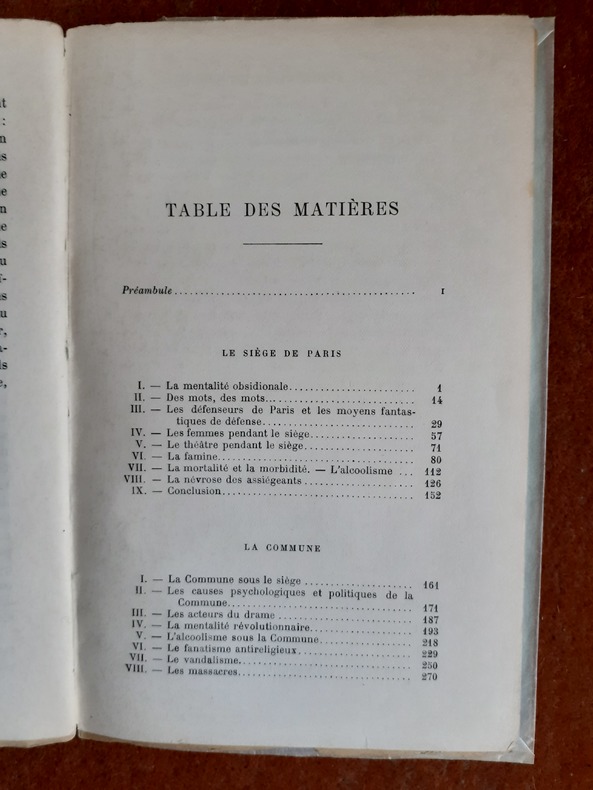 TABLE DES MATIÈRES
Préambule........................................ I
LE SIÈGE DE PARIS
I. — La mentalité obsidionale...................... 1
II. — Des mots, des mots........................... 14
III. — Les défenseurs de Paris et les moyens fantas-
tiques de défense........................... 29
IV. — Les femmes pendant le siège................... 57
V. — Le théâtre pendant le siège.................... 71
VI. — La famine.................................... 80
VII. — La mortalité et la morbidité. — L'alcoolisme ... 112
VIII. — La névrose des assiégeants ................... 126
IX. — Conclusion................................... 152
LA COMMUNE
I. — La Commune sous le siège ................... 161
II. — Les causes psychologiques et politiques de la
Commune................................. 171
III. — Les acteurs du drame ........................ 187
IV. — La mentalité révolutionnaire.................. 193
V. — L'alcoolisme sous la Commune................. 218
VI. — Le fanatisme antireligieux.................... 229
VII. — Le vandalisme............................... 250
VIII. — Les massacres............................... 270